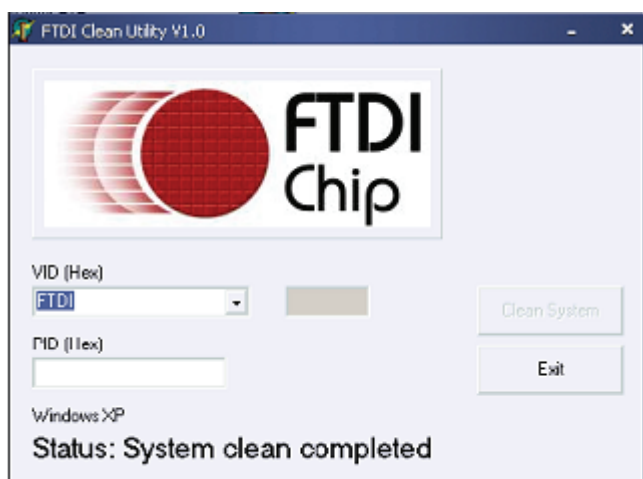 FTDI Clean Utility V1.0
FTDI
Chip
VID (Hex)
FTDI
Clean System
PID (Hex)
Exit
Windows XP
Status: System clean completed